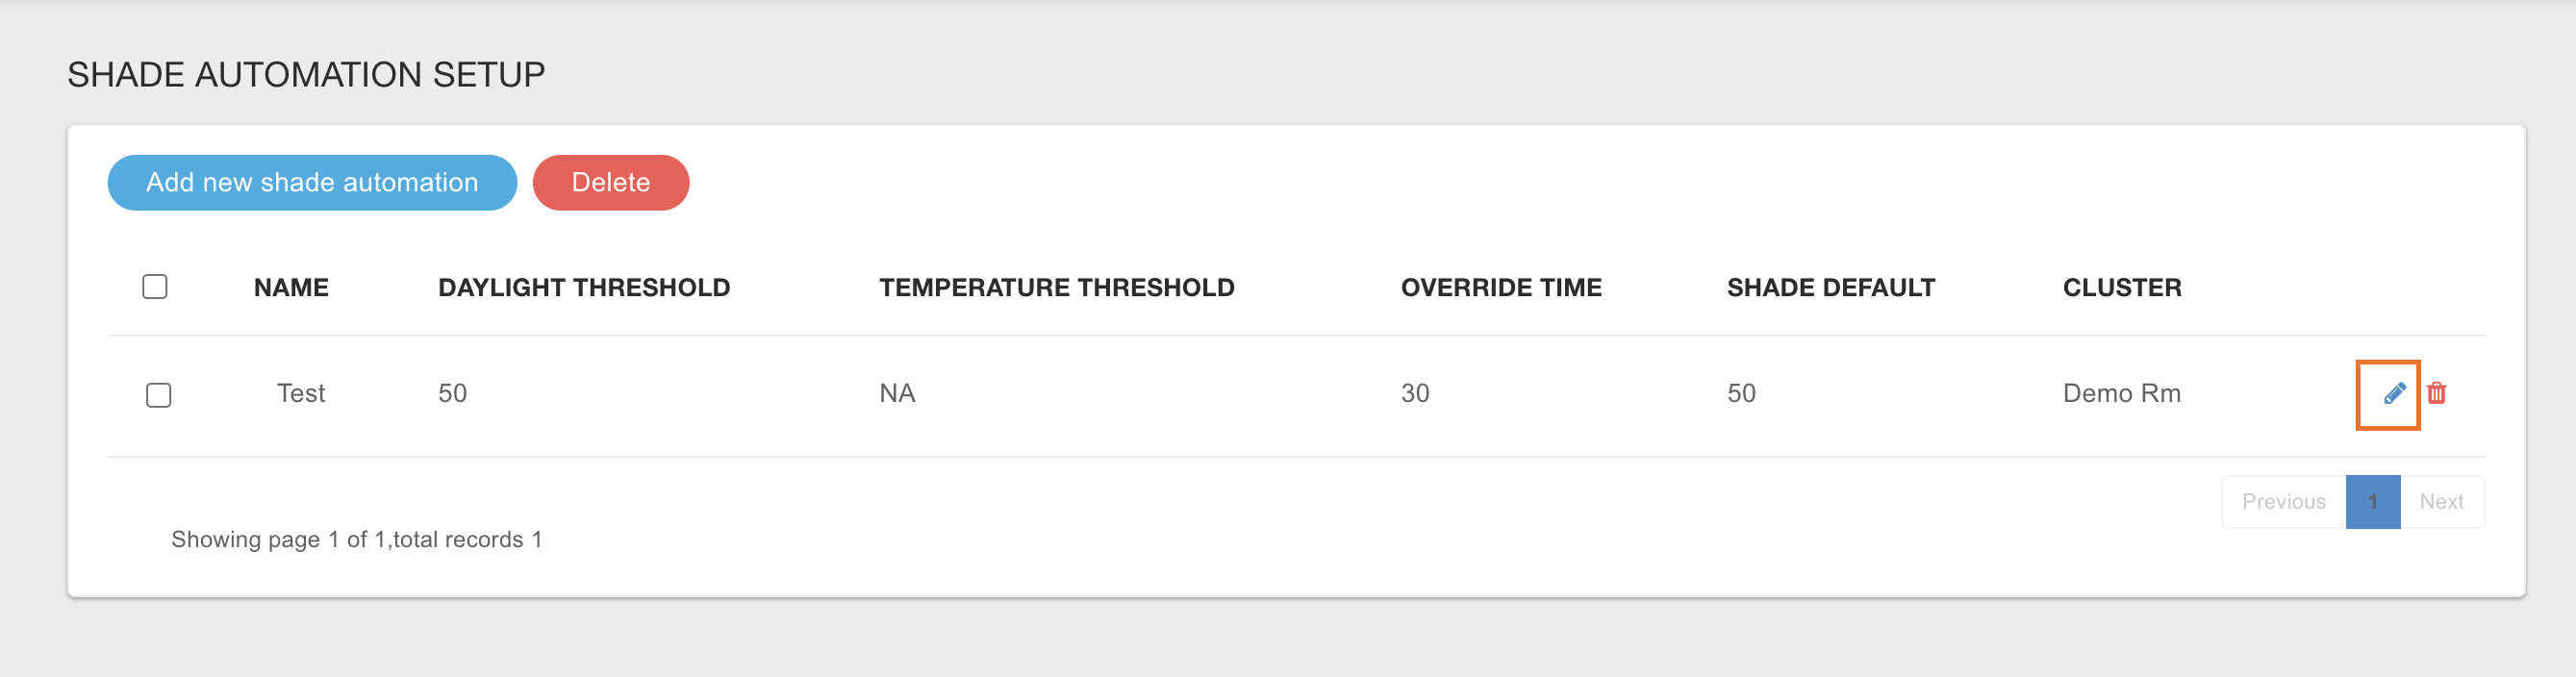 SHADE AUTOMATION SETUP
Add new shade automation Delete
NAME DAYLIGHT THRESHOLD TEMPERATURE THRESHOLD OVERRIDE TIME SHADE DEFAULT CLUSTER
Test 50 NA 30 50 Demo Rm
Previous 1 Next
Showing page 1 of 1,total records 1